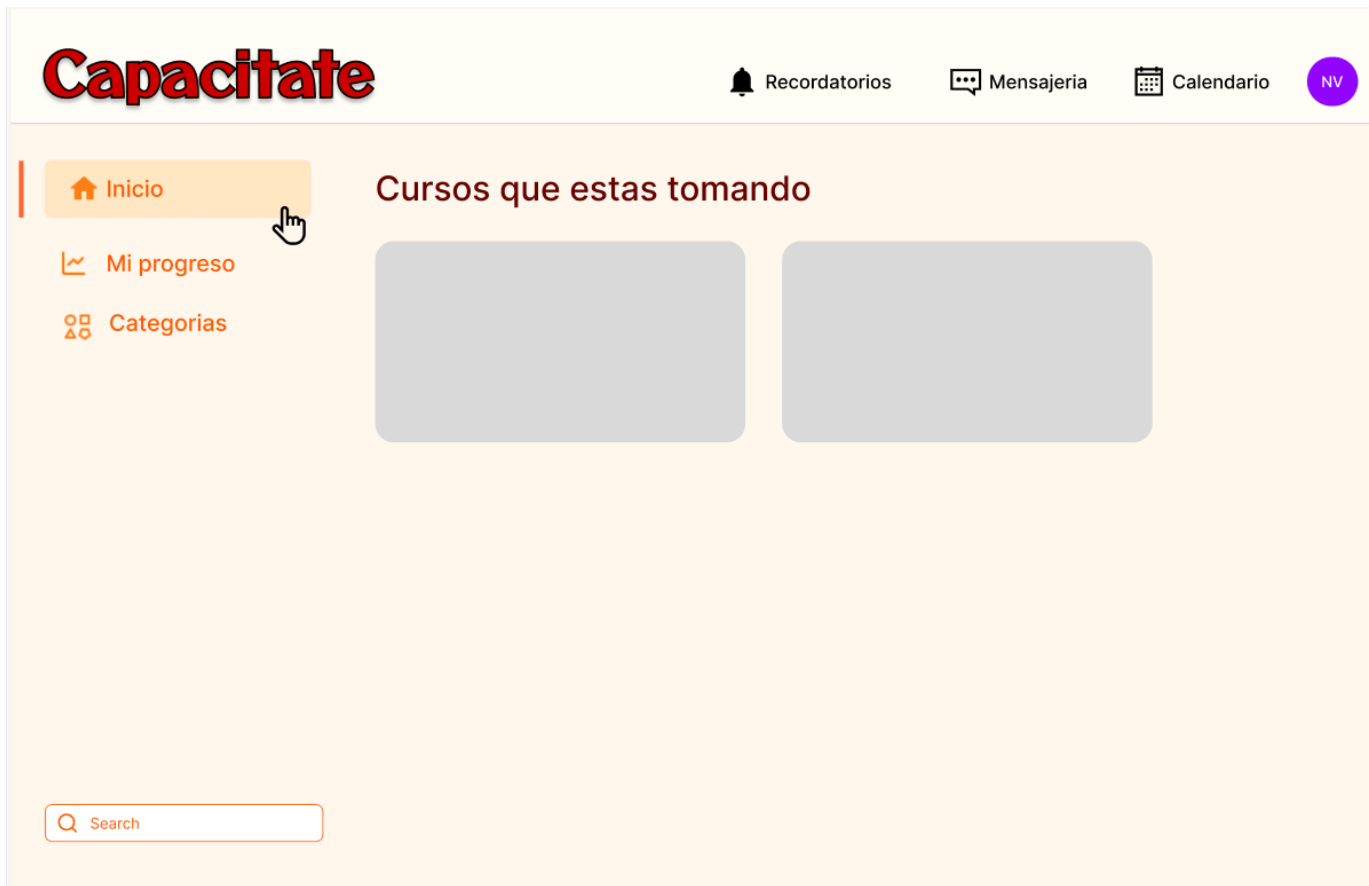 Capacitate
Recordatorios
Mensajeria
Calendario
NV
Inicio
Mi progreso
Categorias
Cursos que estas tomando
Search